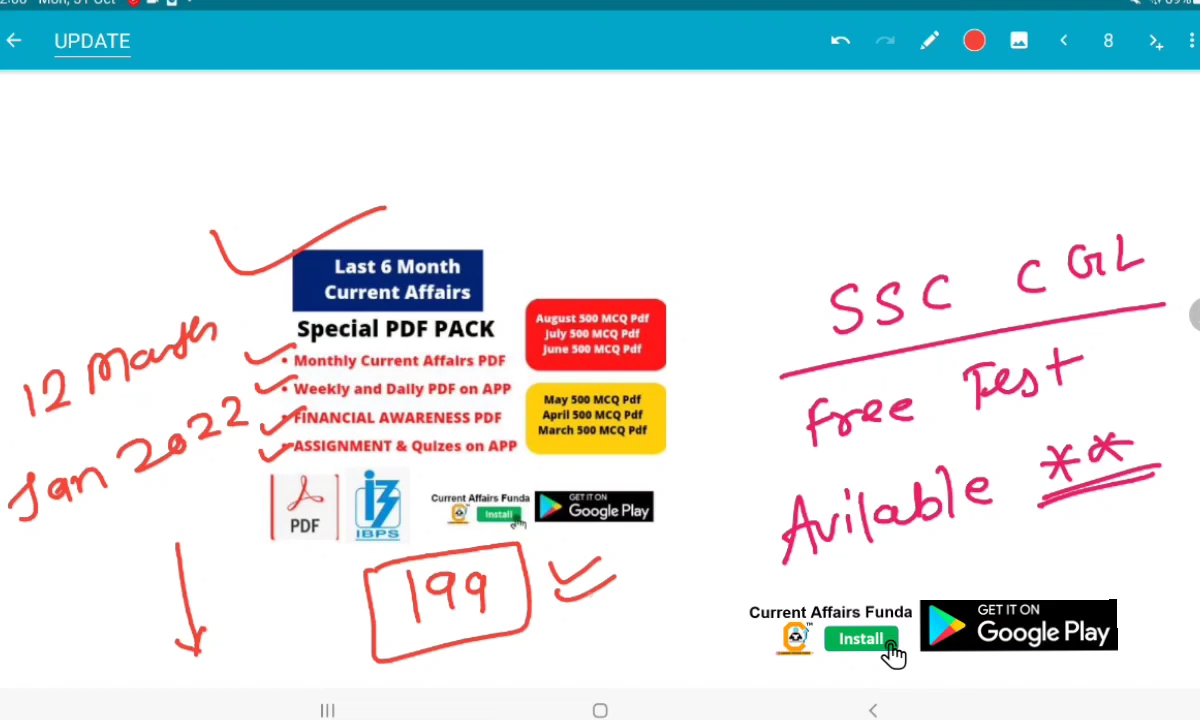 Mon, 31 Oct
UPDATE
8
Last 6 Month
Current Affairs
Special PDF PACK
• Monthly Current Affairs PDF
• Weekly and Daily PDF on APP
• FINANCIAL AWARENESS PDF
• ASSIGNMENT & Quizes on APP
August 500 MCQ Pdf
July 500 MCQ Pdf
June 500 MCQ Pdf
May 500 MCQ Pdf
April 500 MCQ Pdf
March 500 MCQ Pdf
PDF
IBPS
Current Affairs Funda
Install
GET IT ON
Google Play
12 Month
Jan 2022
199
SSC CGL
Free Test
Avilable **
Current Affairs Funda
Install
GET IT ON
Google Play